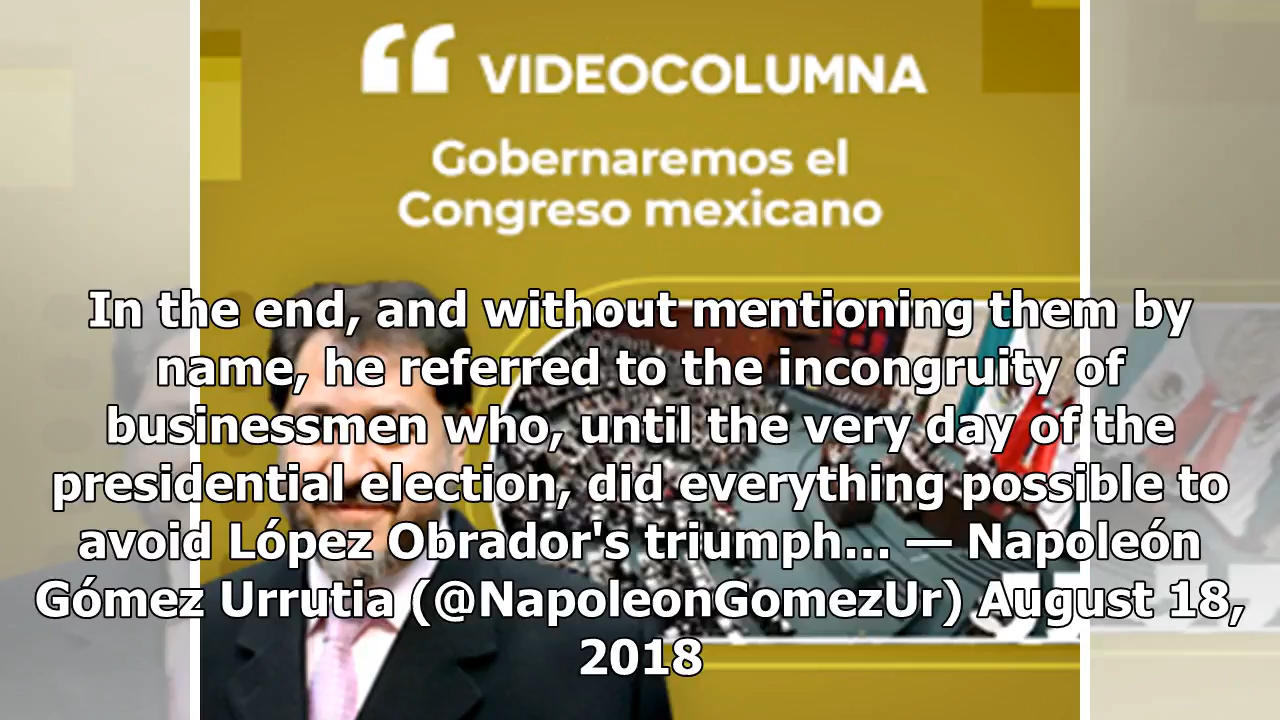 “ VIDEOCOLUMNA
Gobernaremos el
Congreso mexicano
In the end, and without mentioning them by
name, he referred to the incongruity of
businessmen who, until the very day of the
presidential election, did everything possible to
avoid López Obrador's triumph... — Napoleón
Gómez Urrutia (@NapoleonGomezUr) August 18,
2018